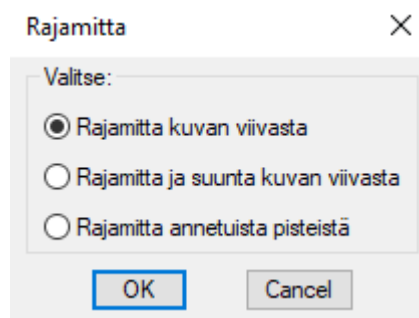 Rajamitta
Valitse:
Rajamitta kuvan viivasta
Rajamitta ja suunta kuvan viivasta
Rajamitta annetuista pisteistä
OK Cancel